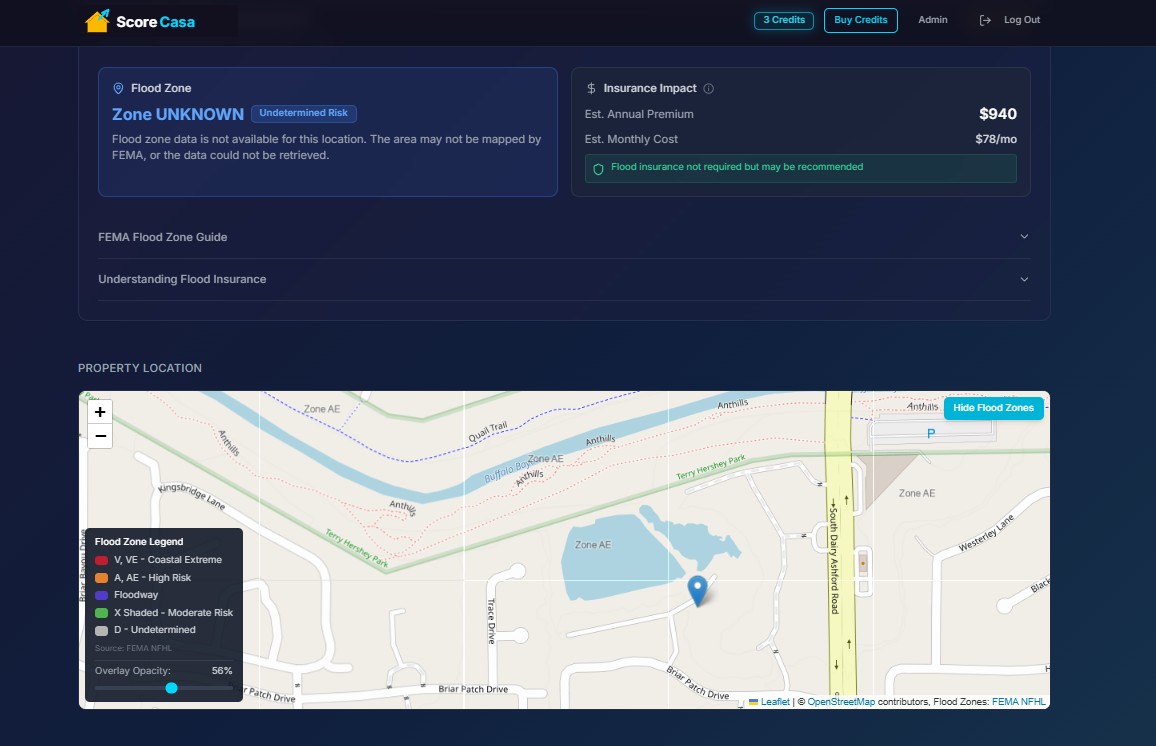 ScoreCasa
3 Credits
Buy Credits
Admin
Log Out
Flood Zone
Zone UNKNOWN
Undetermined Risk
Flood zone data is not available for this location. The area may not be mapped by
FEMA, or the data could not be retrieved.
Insurance Impact
Est. Annual Premium
$940
Est. Monthly Cost
$78/mo
Flood insurance not required but may be recommended
FEMA Flood Zone Guide
Understanding Flood Insurance
PROPERTY LOCATION
+
−
Hide Flood Zones
Zone AE
Quail Trail
Anthills
Anthills
Anthills
Anthills
P
Zone AE
Buffalo Bayou
Anthills
Terry Hershey Park
Kingsbridge Lane
Anthills
Zone AE
Terry Hershey Park
Zone AE
South Dairy Ashford Road
Westerley Lane
Trace Drive
Briar Patch Drive
Briar Patch Drive
Flood Zone Legend
V, VE - Coastal Extreme
A, AE - High Risk
Floodway
X Shaded - Moderate Risk
D - Undetermined
Source: FEMA NFHL
Overlay Opacity:
56%
Leaflet | © OpenStreetMap contributors, Flood Zones: FEMA NFHL